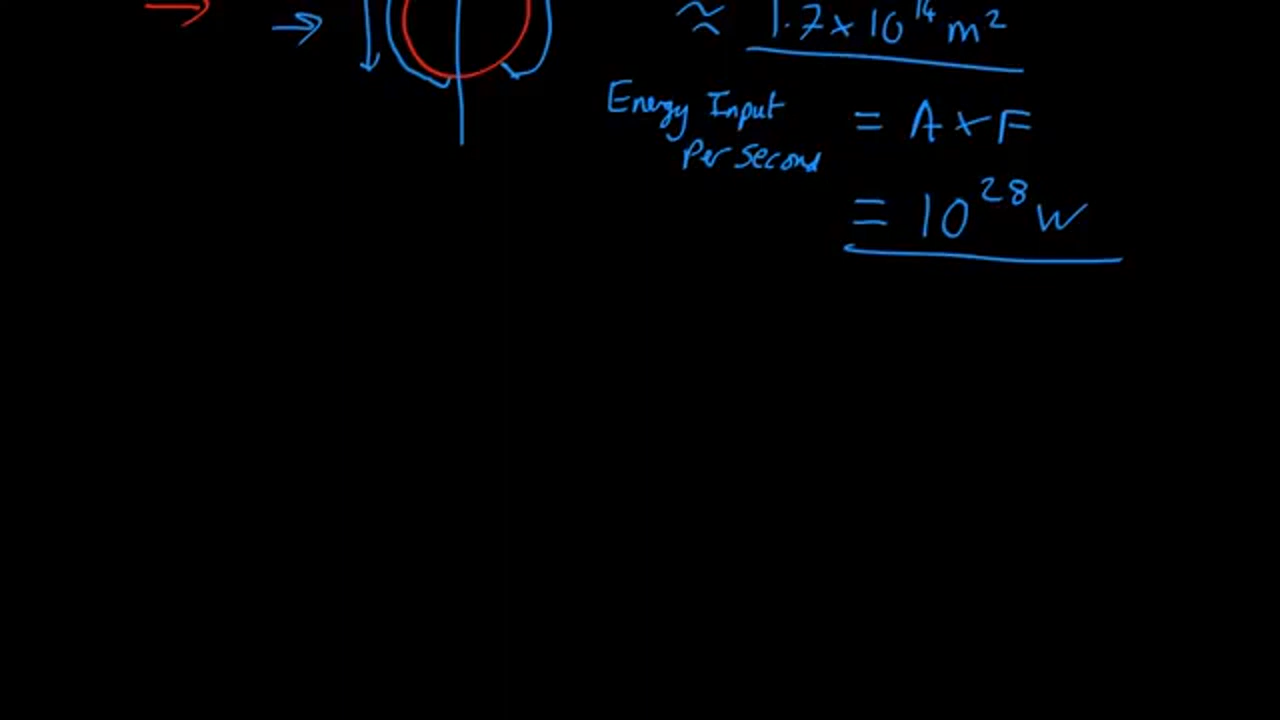 ≈ 1.7 × 10¹⁴ m²
Energy Input
Per Second
= A × F
= 10²⁸ W